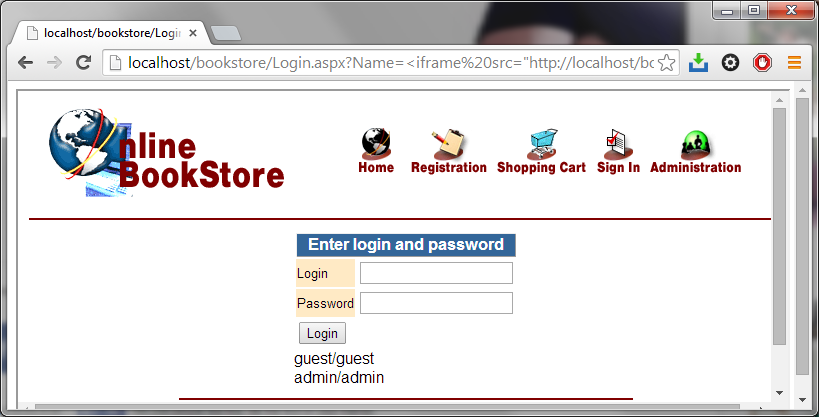 localhost/bookstore/Login
localhost/bookstore/Login.aspx?Name=<iframe%20src="http://localhost/bo
nline
BookStore
Home Registration Shopping Cart Sign In Administration
Enter login and password
Login
Password
Login
guest/guest
admin/admin